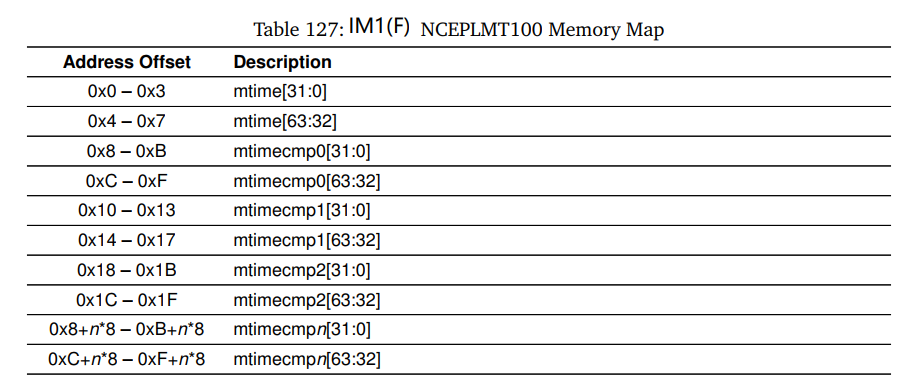 Table 127: IM1(F) NCEPLMT100 Memory Map
Address Offset Description
0x0 – 0x3 mtime[31:0]
0x4 – 0x7 mtime[63:32]
0x8 – 0xB mtimecmp0[31:0]
0xC – 0xF mtimecmp0[63:32]
0x10 – 0x13 mtimecmp1[31:0]
0x14 – 0x17 mtimecmp1[63:32]
0x18 – 0x1B mtimecmp2[31:0]
0x1C – 0x1F mtimecmp2[63:32]
0x8+n*8 – 0xB+n*8 mtimecmpn[31:0]
0xC+n*8 – 0xF+n*8 mtimecmpn[63:32]